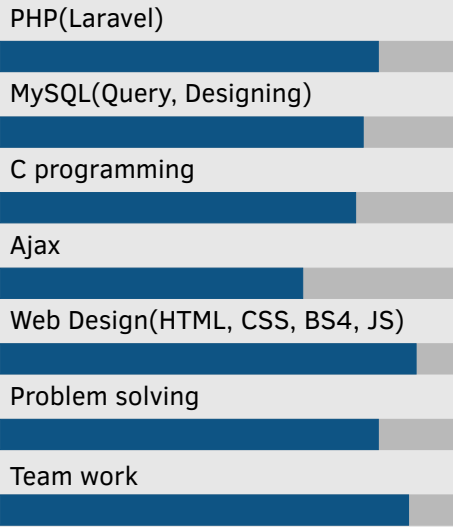 PHP(Laravel)
MySQL(Query, Designing)
C programming
Ajax
Web Design(HTML, CSS, BS4, JS)
Problem solving
Team work